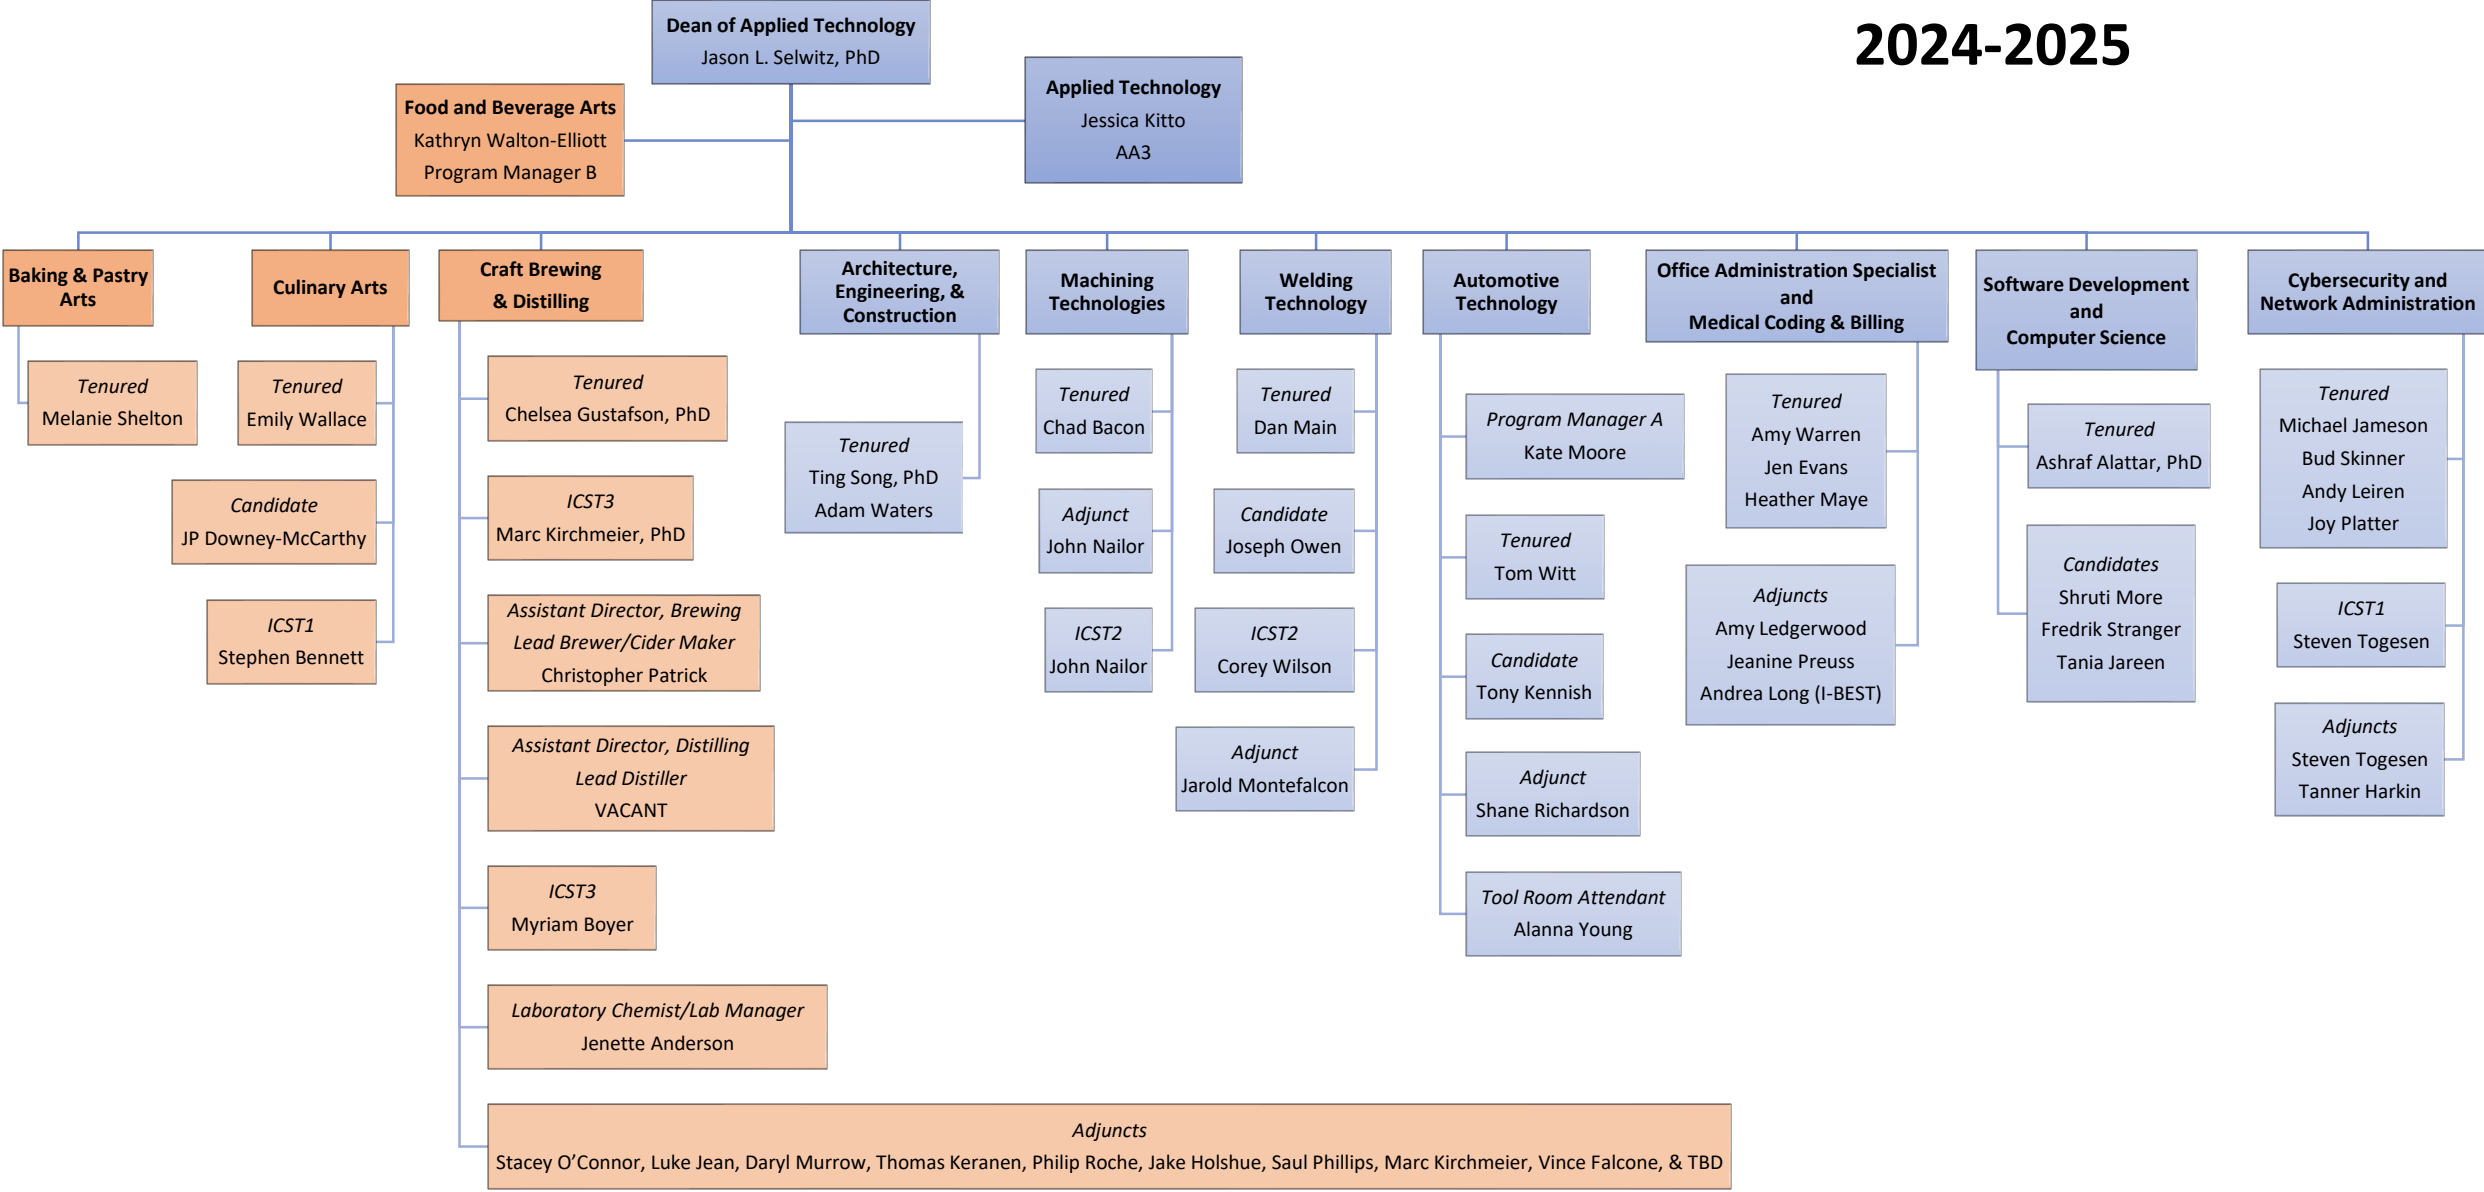 2024-2025
Dean of Applied Technology
Jason L. Selwitz, PhD
Food and Beverage Arts
Kathryn Walton-Elliott
Program Manager B
Applied Technology
Jessica Kitto
AA3
Baking & Pastry
Arts
Tenured
Melanie Shelton
Culinary Arts
Tenured
Emily Wallace
Candidate
JP Downey-McCarthy
ICST1
Stephen Bennett
Craft Brewing
& Distilling
Tenured
Chelsea Gustafson, PhD
ICST3
Marc Kirchmeier, PhD
Assistant Director, Brewing
Lead Brewer/Cider Maker
Christopher Patrick
Assistant Director, Distilling
Lead Distiller
VACANT
ICST3
Myriam Boyer
Laboratory Chemist/Lab Manager
Jenette Anderson
Adjuncts
Stacey O’Connor, Luke Jean, Daryl Murrow, Thomas Keranen, Philip Roche, Jake Holshue, Saul Phillips, Marc Kirchmeier, Vince Falcone, & TBD
Architecture,
Engineering, &
Construction
Tenured
Ting Song, PhD
Adam Waters
Machining
Technologies
Tenured
Chad Bacon
Adjunct
John Nailor
ICST2
John Nailor
Welding
Technology
Tenured
Dan Main
Candidate
Joseph Owen
ICST2
Corey Wilson
Adjunct
Jarold Montefalcon
Automotive
Technology
Program Manager A
Kate Moore
Tenured
Tom Witt
Candidate
Tony Kennish
Adjunct
Shane Richardson
Tool Room Attendant
Alanna Young
Office Administration Specialist
and
Medical Coding & Billing
Tenured
Amy Warren
Jen Evans
Heather Maye
Adjuncts
Amy Ledgerwood
Jeanine Preuss
Andrea Long (I-BEST)
Software Development
and
Computer Science
Tenured
Ashraf Alattar, PhD
Candidates
Shruti More
Fredrik Stranger
Tania Jareen
Cybersecurity and
Network Administration
Tenured
Michael Jameson
Bud Skinner
Andy Leiren
Joy Platter
ICST1
Steven Togesen
Adjuncts
Steven Togesen
Tanner Harkin